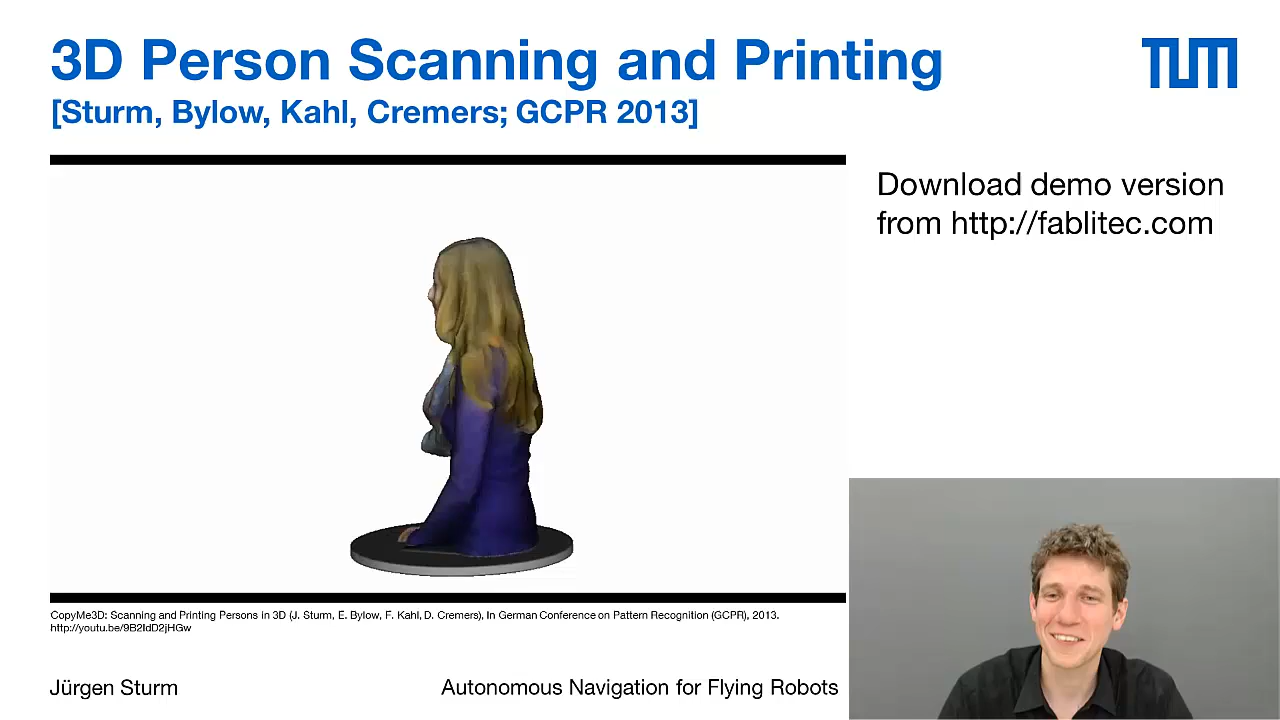 3D Person Scanning and Printing
[Sturm, Bylow, Kahl, Cremers; GCPR 2013]
TUM
Download demo version
from http://fablitec.com
CopyMe3D: Scanning and Printing Persons in 3D (J. Sturm, E. Bylow, F. Kahl, D. Cremers), In German Conference on Pattern Recognition (GCPR), 2013.
http://youtu.be/9B2IdD2jHGw
Jürgen Sturm
Autonomous Navigation for Flying Robots